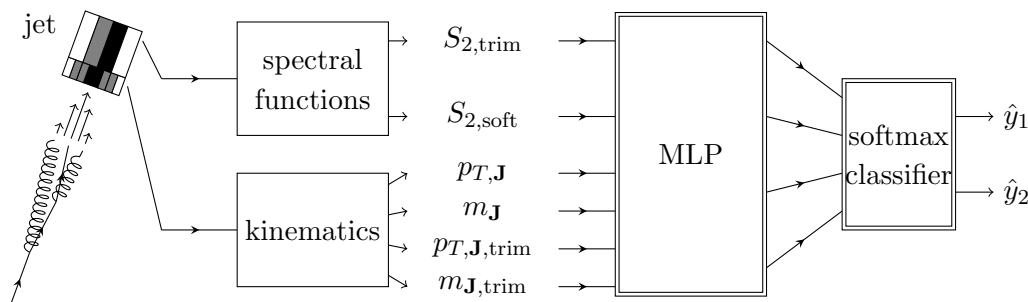 jet
spectral
functions
S_{2,trim}
S_{2,soft}
kinematics
p_{T,J}
m_J
p_{T,J,trim}
m_{J,trim}
MLP
softmax
classifier
ŷ_1
ŷ_2